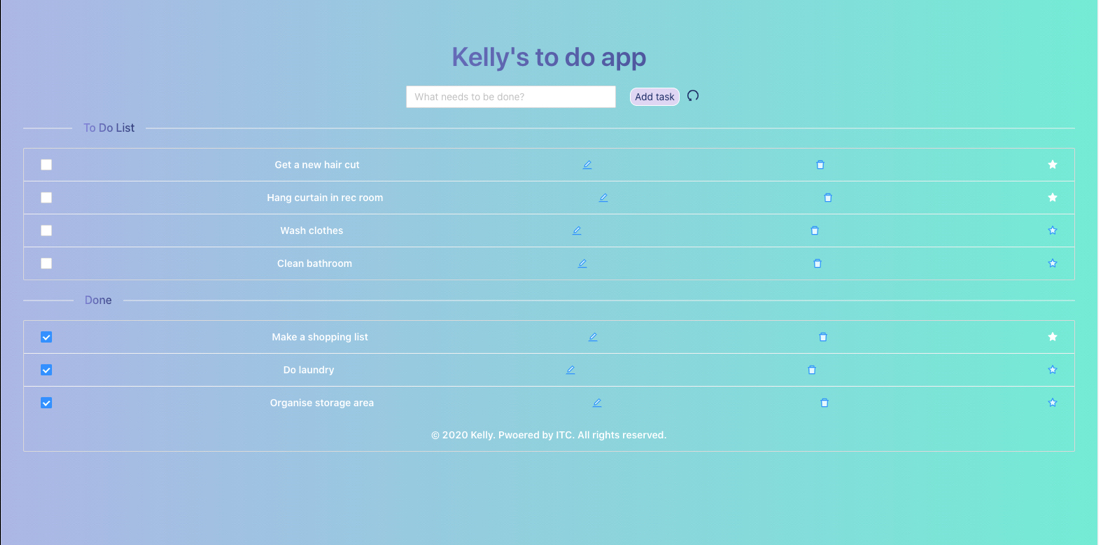 Kelly's to do app
What needs to be done?
Add task
To Do List
Get a new hair cut
Hang curtain in rec room
Wash clothes
Clean bathroom
Done
Make a shopping list
Do laundry
Organise storage area
© 2020 Kelly. Pwoered by ITC. All rights reserved.